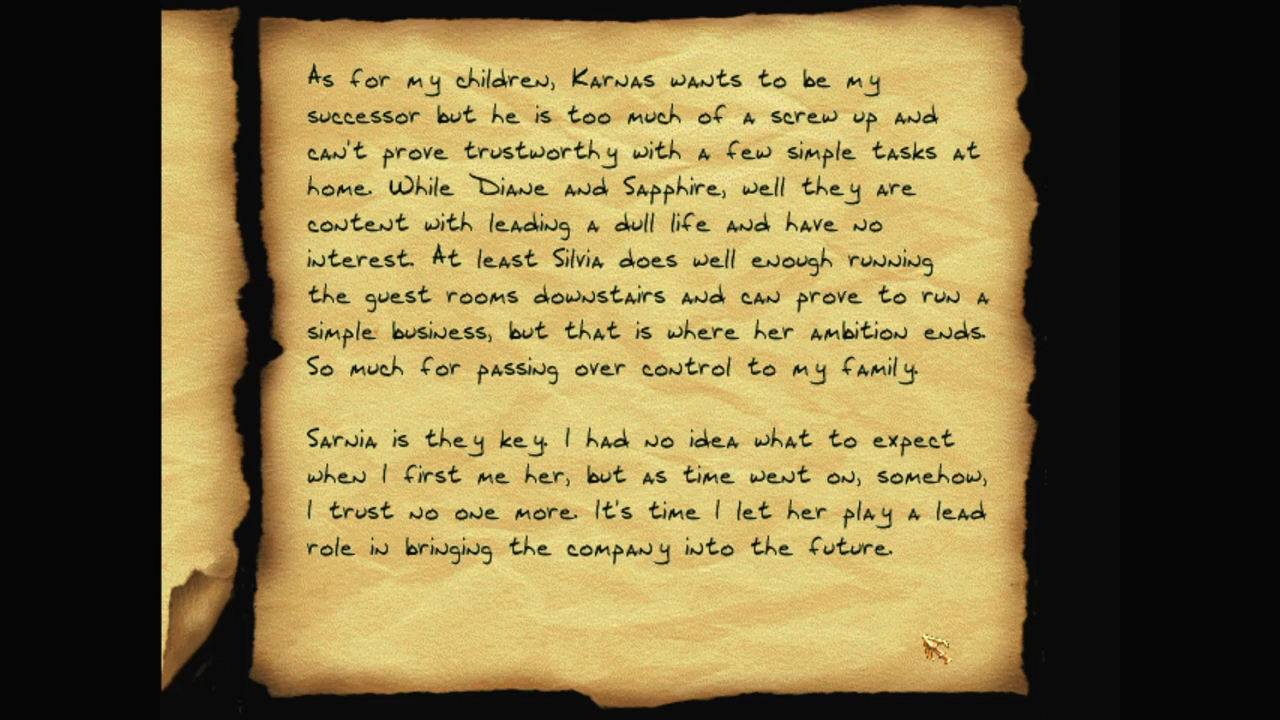 As for my children, Karnas wants to be my
successor but he is too much of a screw up and
can't prove trustworthy with a few simple tasks at
home. While Diane and Sapphire, well they are
content with leading a dull life and have no
interest. At least Silvia does well enough running
the guest rooms downstairs and can prove to run a
simple business, but that is where her ambition ends.
So much for passing over control to my family.
Sarnia is they key. I had no idea what to expect
when I first me her, but as time went on, somehow,
I trust no one more. It's time I let her play a lead
role in bringing the company into the future.